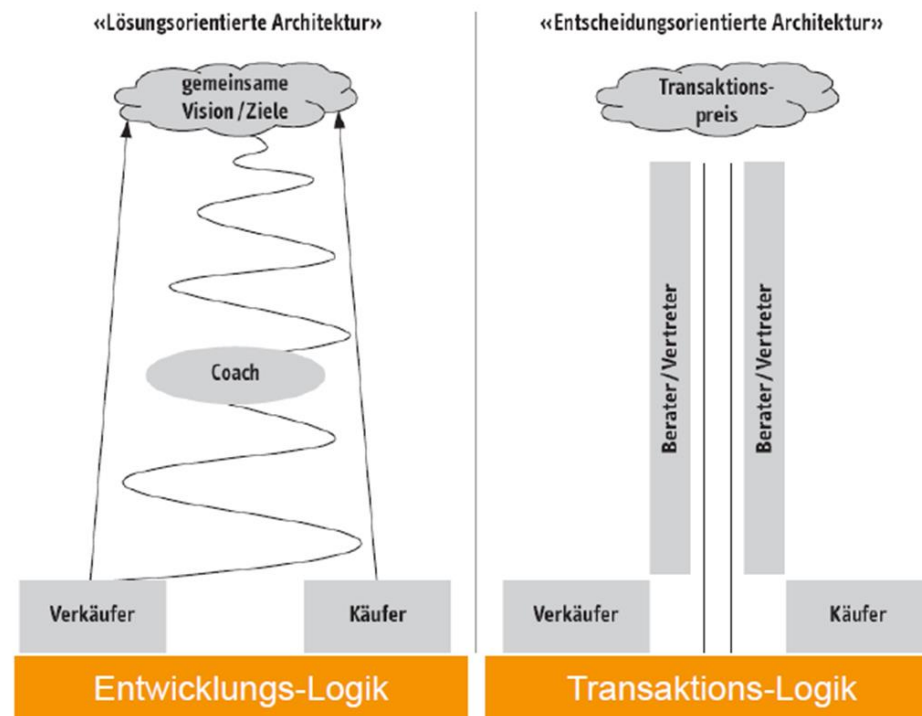 «Lösungsorientierte Architektur»
gemeinsame
Vision/Ziele
Coach
Verkäufer
Käufer
Entwicklungs-Logik
«Entscheidungsorientierte Architektur»
Transaktions-
preis
Berater/Vertreter
Berater/Vertreter
Verkäufer
Käufer
Transaktions-Logik